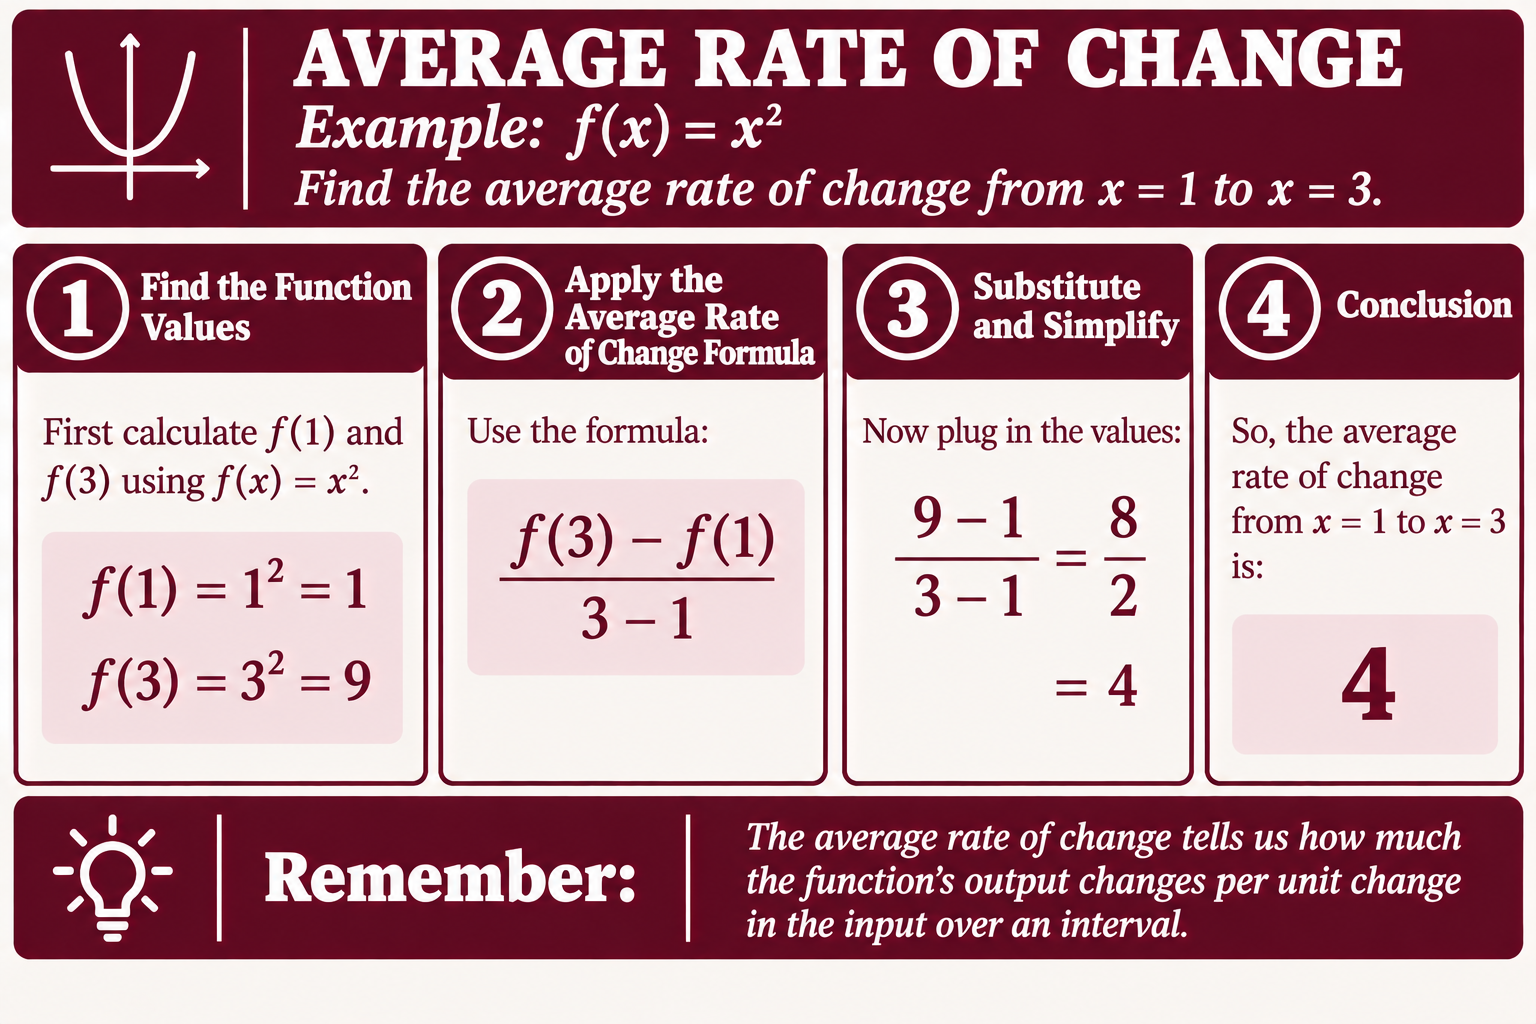 AVERAGE RATE OF CHANGE
Example: f(x) = x²
Find the average rate of change from x = 1 to x = 3.
1
Find the Function
Values
First calculate f(1) and
f(3) using f(x) = x².
f(1) = 1² = 1
f(3) = 3² = 9
2
Apply the
Average Rate
of Change Formula
Use the formula:
f(3) − f(1)
3 − 1
3
Substitute
and Simplify
Now plug in the values:
9 − 1
3 − 1
=
8
2
= 4
4
Conclusion
So, the average
rate of change
from x = 1 to x = 3
is:
4
Remember:
The average rate of change tells us how much
the function’s output changes per unit change
in the input over an interval.